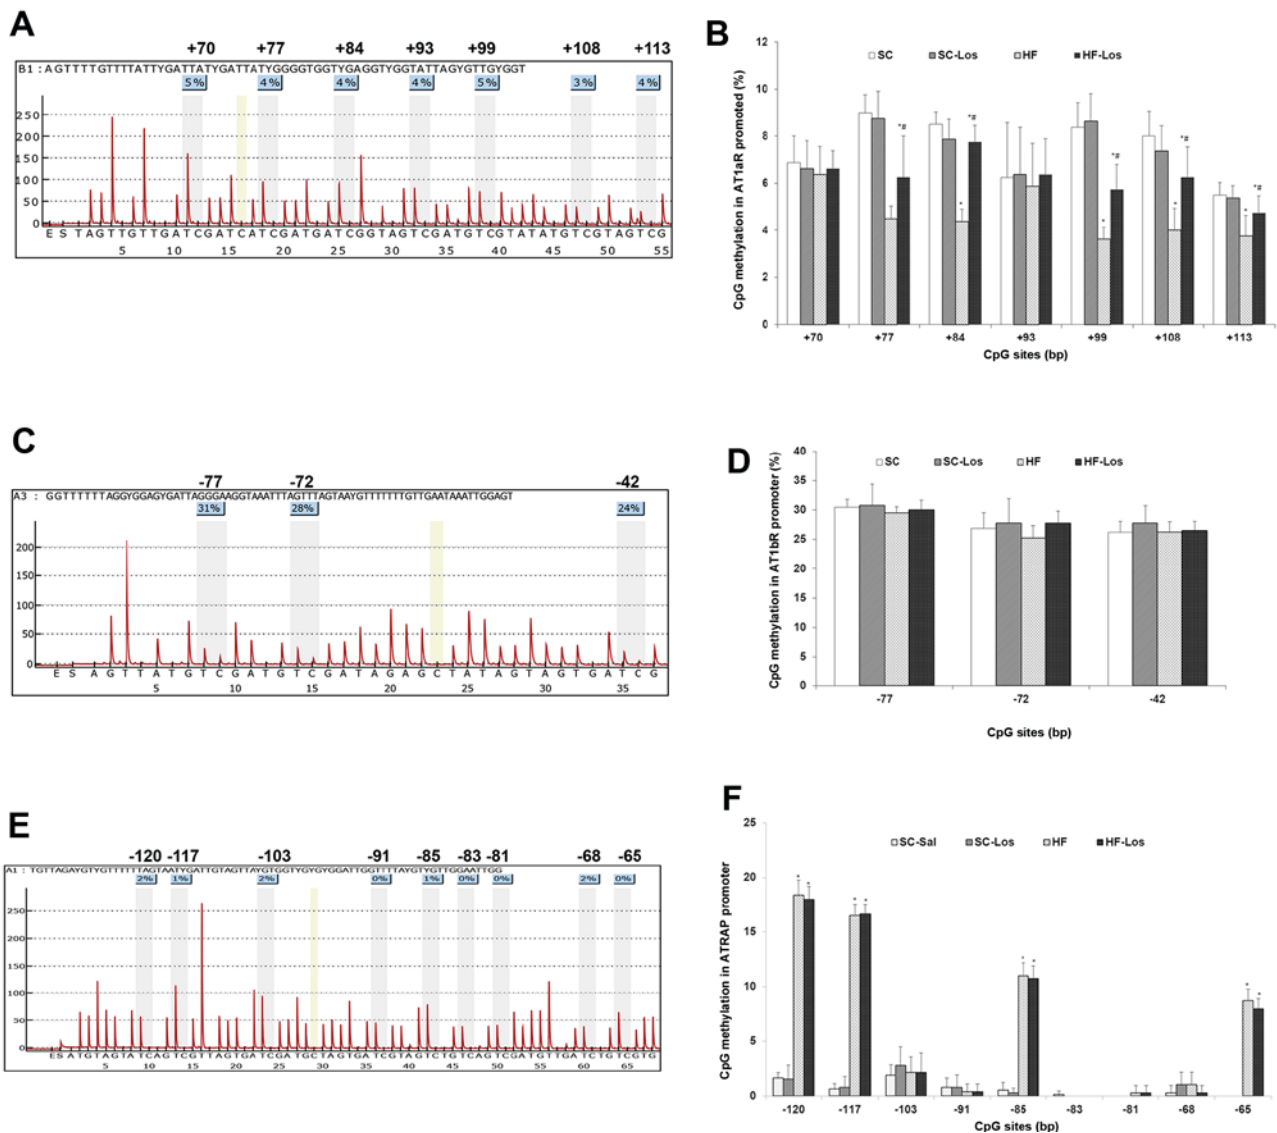 A
+70 +77 +84 +93 +99 +108 +113
B1 : AGTTTTGTTTTATTYGATTATYGATTATYGGGGTGGTYGAGGTYGGTATTAGYGTTGYGGT
5% 4% 4% 4% 5% 3% 4%
250
200
150
100
50
0
E S T A G T T G T T G A T C G A T C A T C G A T G A T C G G T A G T C G A T G T C G T A T A T G T C G T A G T C G
5 10 15 20 25 30 35 40 45 50 55
B
SC SC-Los HF HF-Los
CpG methylation in AT1aR promoted (%)
12
10
8
6
4
2
0
*# * *# * *# * *# * *#
+70 +77 +84 +93 +99 +108 +113
CpG sites (bp)
C
-77 -72 -42
A3 : GGTTTTTTTAGGYGGAGYGATTAGGGAAGGTAAATTTAGTTTAGTAAYGTTTTTTTGTTGAATAAATTGGAGT
31% 28% 24%
200
150
100
50
0
E S A G T T A T G T C G A T G T C G A T A G A G C T A T A G T A G T G A T C G
5 10 15 20 25 30 35
D
SC SC-Los HF HF-Los
CpG methylation in AT1bR promoter (%)
40
35
30
25
20
15
10
5
0
-77 -72 -42
CpG sites (bp)
E
-120 -117 -103 -91 -85 -83 -81 -68 -65
A1 : TGTTAGAYGTYGTTTTTTAGTAATYGATTGTAGTTAYGTGGTYGYGYGGATTGGTTTTAYGTYGTTGGAATTGG
2% 1% 2% 0% 1% 0% 0% 2% 0%
250
200
150
100
50
0
5 10 15 20 25 30 35 40 45 50 55 60 65
F
SC-Sal SC-Los HF HF-Los
CpG methylation in ATRAP promoter
25
20
15
10
5
0
* * * * * * * *
-120 -117 -103 -91 -85 -83 -81 -68 -65
CpG sites (bp)